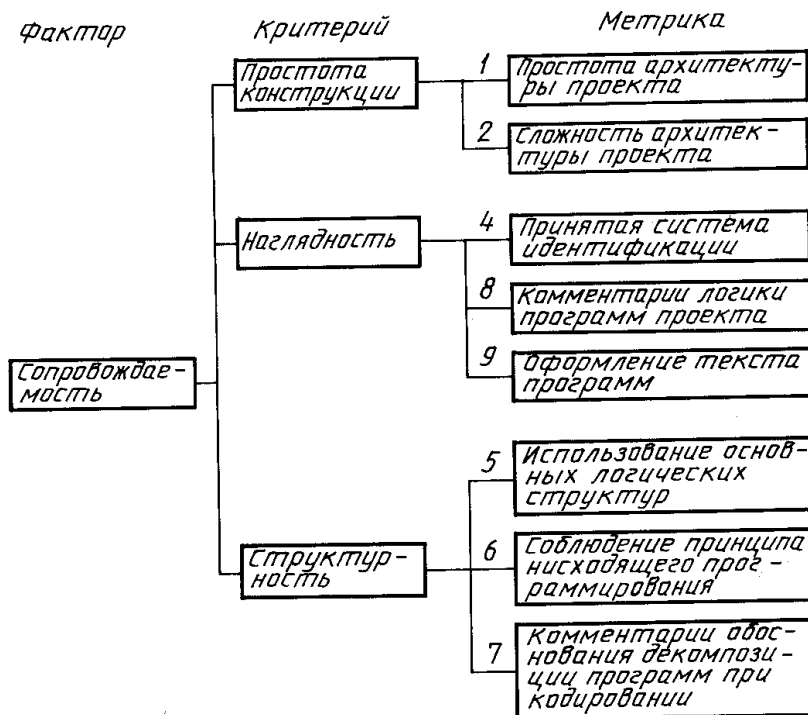 Фактор Критерий Метрика
Простота
конструкции
1
Простота архитекту-
ры проекта
2
Сложность архитек-
туры проекта
Наглядность
4
Принятая система
идентификации
8
Комментарии логики
программ проекта
9
Оформление текста
программ
Сопровождае-
мость
Структур-
ность
5
Использование основ-
ных логических
структур
6
Соблюдение принципа
нисходящего прог-
раммирования
7
Комментарии обос-
нования декомпози-
ции программ при
кодировании